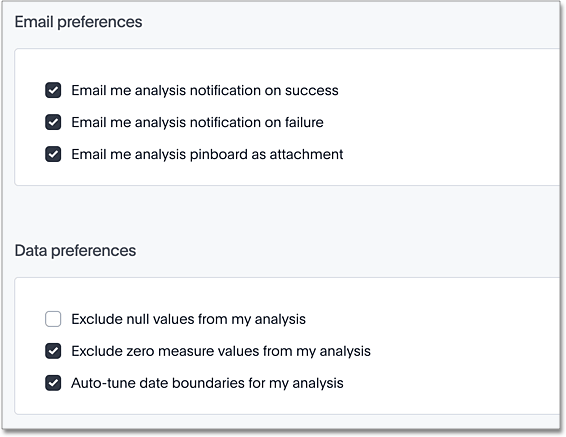 Email preferences
Email me analysis notification on success
Email me analysis notification on failure
Email me analysis pinboard as attachment
Data preferences
Exclude null values from my analysis
Exclude zero measure values from my analysis
Auto-tune date boundaries for my analysis